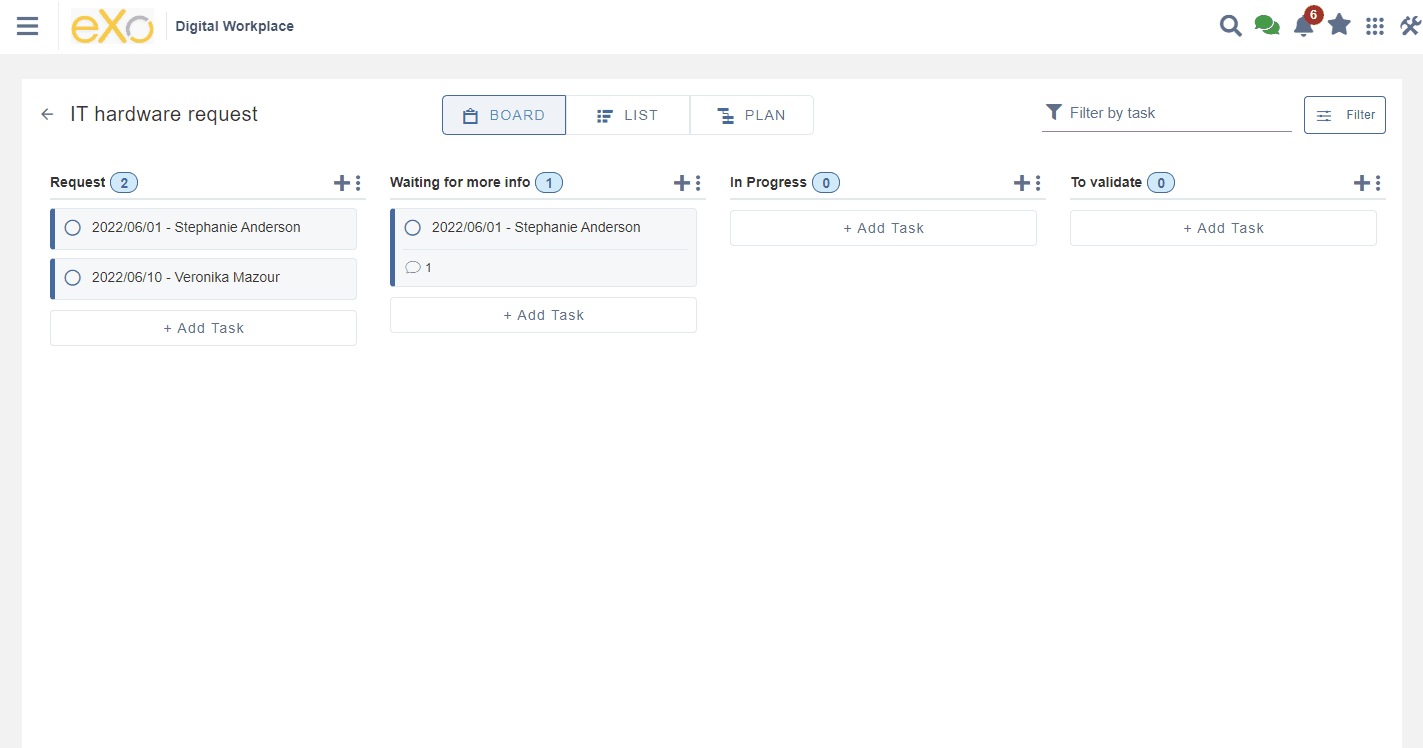 eXo
Digital Workplace
6
IT hardware request
BOARD
LIST
PLAN
Filter by task
Filter
Request 2
Waiting for more info 1
In Progress 0
To validate 0
2022/06/01 - Stephanie Anderson
2022/06/10 - Veronika Mazour
+ Add Task
2022/06/01 - Stephanie Anderson
1
+ Add Task
+ Add Task
+ Add Task